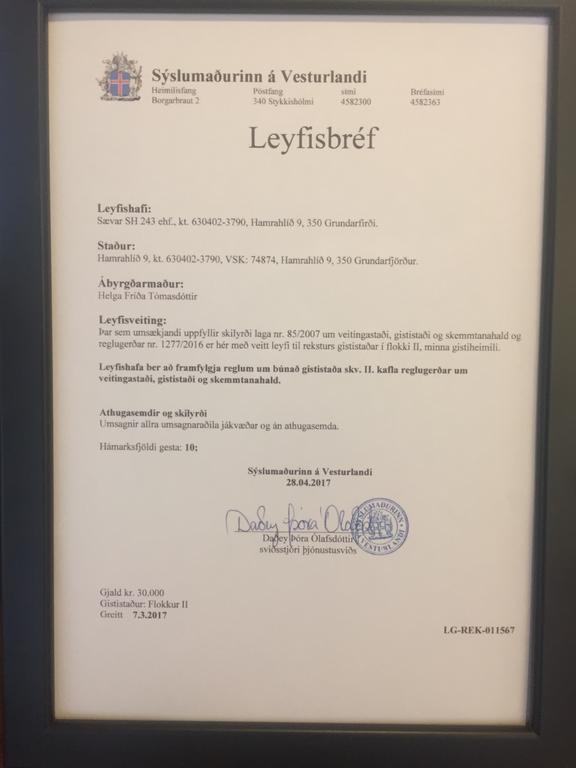 Sýslumaðurinn á Vesturlandi
Heimilisfang Póstfang sími Bréfasími
Borgarbraut 2 340 Stykkishólmi 4582300 4582363
Leyfisbréf
Leyfishafi:
Sævar SH 243 ehf., kt. 630402-3790, Hamrahlíð 9, 350 Grundarfirði.
Staður:
Hamrahlíð 9, kt. 630402-3790, VSK: 74874, Hamrahlíð 9, 350 Grundarfjörður.
Ábyrgðarmaður:
Helga Fríða Tómasdóttir
Leyfisveiting:
Þar sem umsækjandi uppfyllir skilyrði laga nr. 85/2007 um veitingastaði, gististaði og skemmtanahald og
reglugerðar nr. 1277/2016 er hér með veitt leyfi til reksturs gististaðar í flokki II, minna gistiheimili.
Leyfishafa ber að framfylgja reglum um búnað gististaða skv. II. kafla reglugerðar um
veitingastaði, gististaði og skemmtanahald.
Athugasemdir og skilyrði
Umsagnir allra umsagnaraðila jákvæðar og án athugasemda.
Hámarksfjöldi gesta: 10;
Sýslumaðurinn á Vesturlandi
28.04.2017
Daðey Þóra Ólafsdóttir
sviðsstjóri þjónustusviðs
SÝSLUMAÐURINN Á VESTURLANDI
Gjald kr. 30.000
Gististaður: Flokkur II
Greitt 7.3.2017
LG-REK-011567